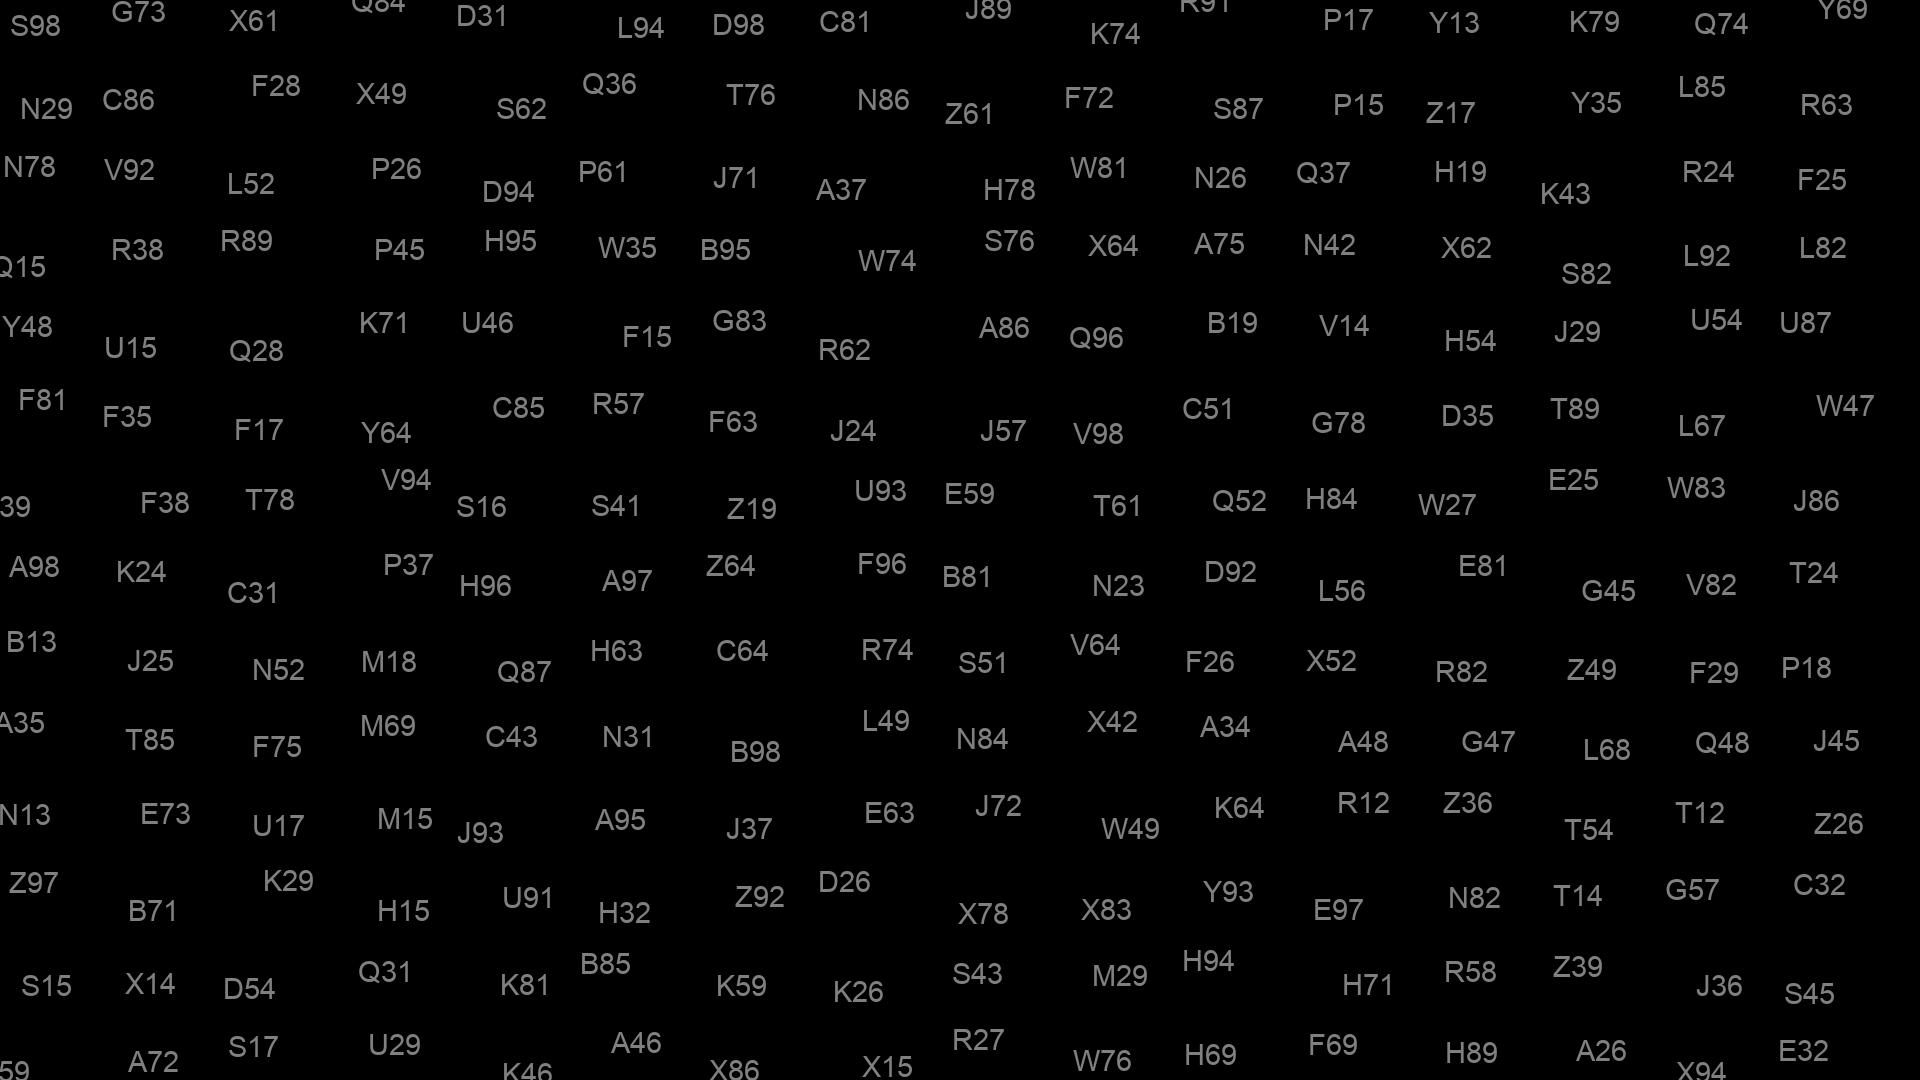 S98 G73 X61 Q84 D31 L94 D98 C81 J89 K74 R91 P17 Y13 K79 Q74 Y69
N29 C86 F28 X49 S62 Q36 T76 N86 Z61 F72 S87 P15 Z17 Y35 L85 R63
N78 V92 L52 P26 D94 P61 J71 A37 H78 W81 N26 Q37 H19 K43 R24 F25
Q15 R38 R89 P45 H95 W35 B95 W74 S76 X64 A75 N42 X62 S82 L92 L82
Y48 U15 Q28 K71 U46 F15 G83 R62 A86 Q96 B19 V14 H54 J29 U54 U87
F81 F35 F17 Y64 C85 R57 F63 J24 J57 V98 C51 G78 D35 T89 L67 W47
39 F38 T78 V94 S16 S41 Z19 U93 E59 T61 Q52 H84 W27 E25 W83 J86
A98 K24 C31 P37 H96 A97 Z64 F96 B81 N23 D92 L56 E81 G45 V82 T24
B13 J25 N52 M18 Q87 H63 C64 R74 S51 V64 F26 X52 R82 Z49 F29 P18
A35 T85 F75 M69 C43 N31 B98 L49 N84 X42 A34 A48 G47 L68 Q48 J45
N13 E73 U17 M15 J93 A95 J37 E63 J72 W49 K64 R12 Z36 T54 T12 Z26
Z97 B71 K29 H15 U91 H32 Z92 D26 X78 X83 Y93 E97 N82 T14 G57 C32
S15 X14 D54 Q31 K81 B85 K59 K26 S43 M29 H94 H71 R58 Z39 J36 S45
59 A72 S17 U29 K46 A46 X86 X15 R27 W76 H69 F69 H89 A26 X94 E32